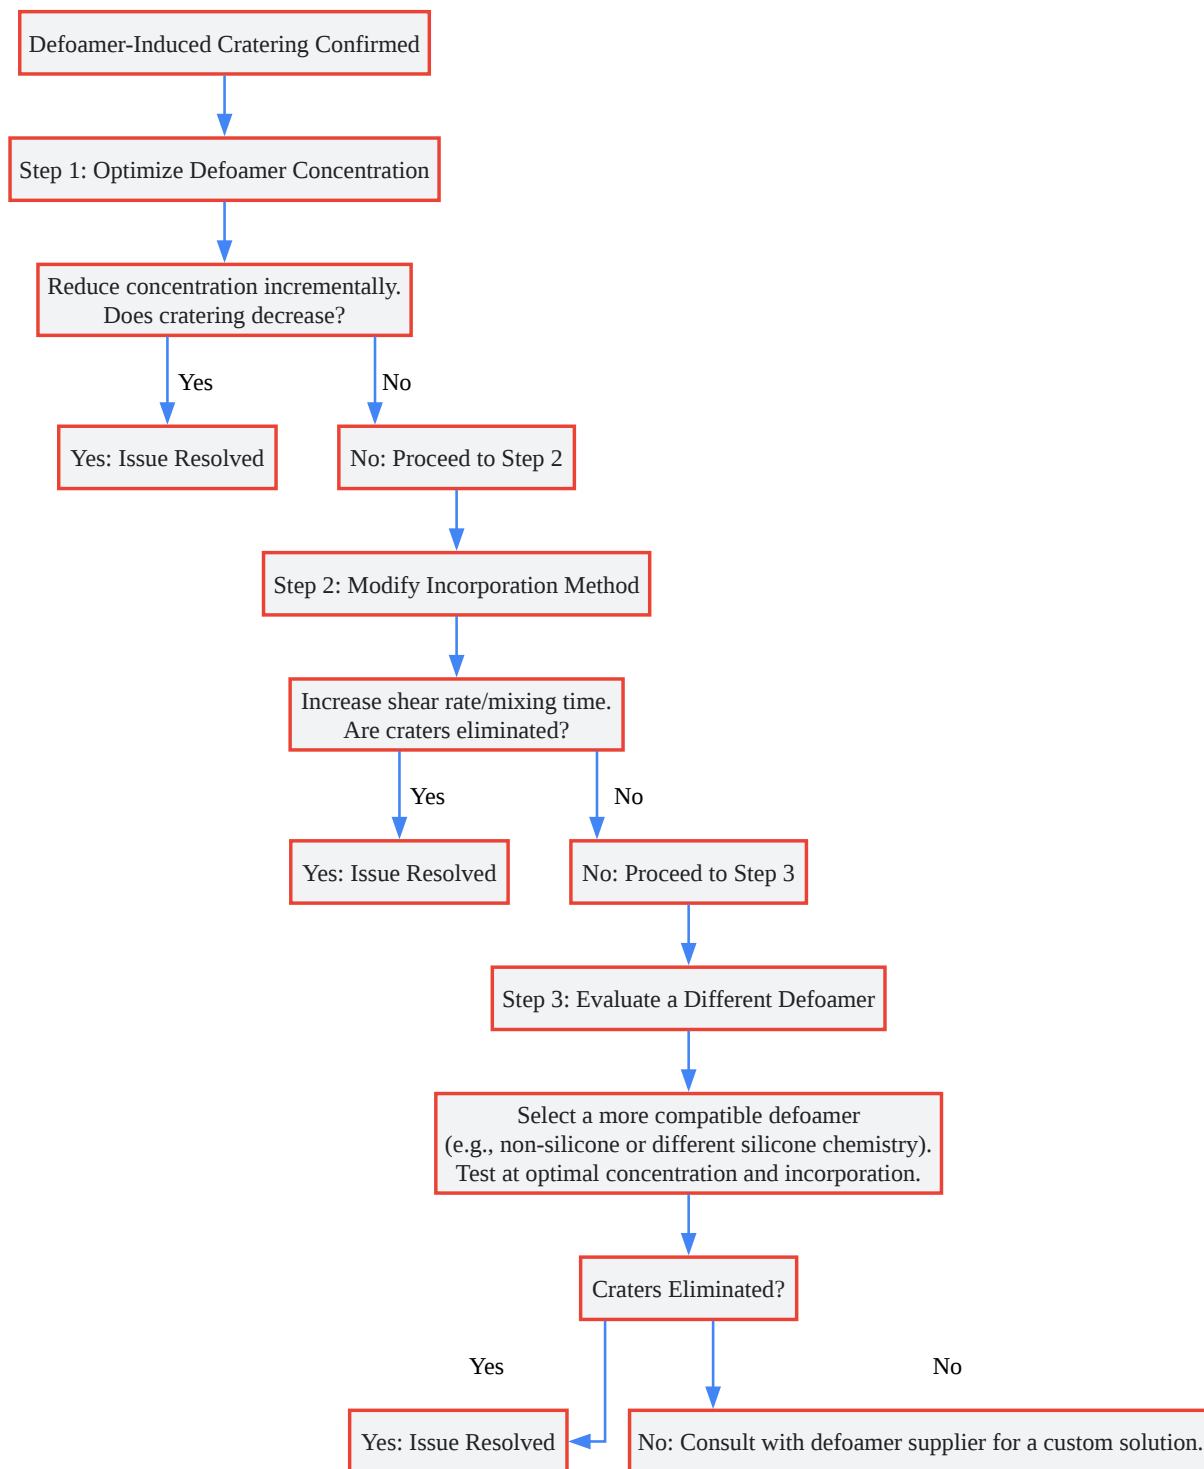 Defoamer-Induced Cratering Confirmed
Step 1: Optimize Defoamer Concentration
Reduce concentration incrementally.
Does cratering decrease?
Yes
No
Yes: Issue Resolved
No: Proceed to Step 2
Step 2: Modify Incorporation Method
Increase shear rate/mixing time.
Are craters eliminated?
Yes
No
Yes: Issue Resolved
No: Proceed to Step 3
Step 3: Evaluate a Different Defoamer
Select a more compatible defoamer
(e.g., non-silicone or different silicone chemistry).
Test at optimal concentration and incorporation.
Craters Eliminated?
Yes
No
Yes: Issue Resolved
No: Consult with defoamer supplier for a custom solution.